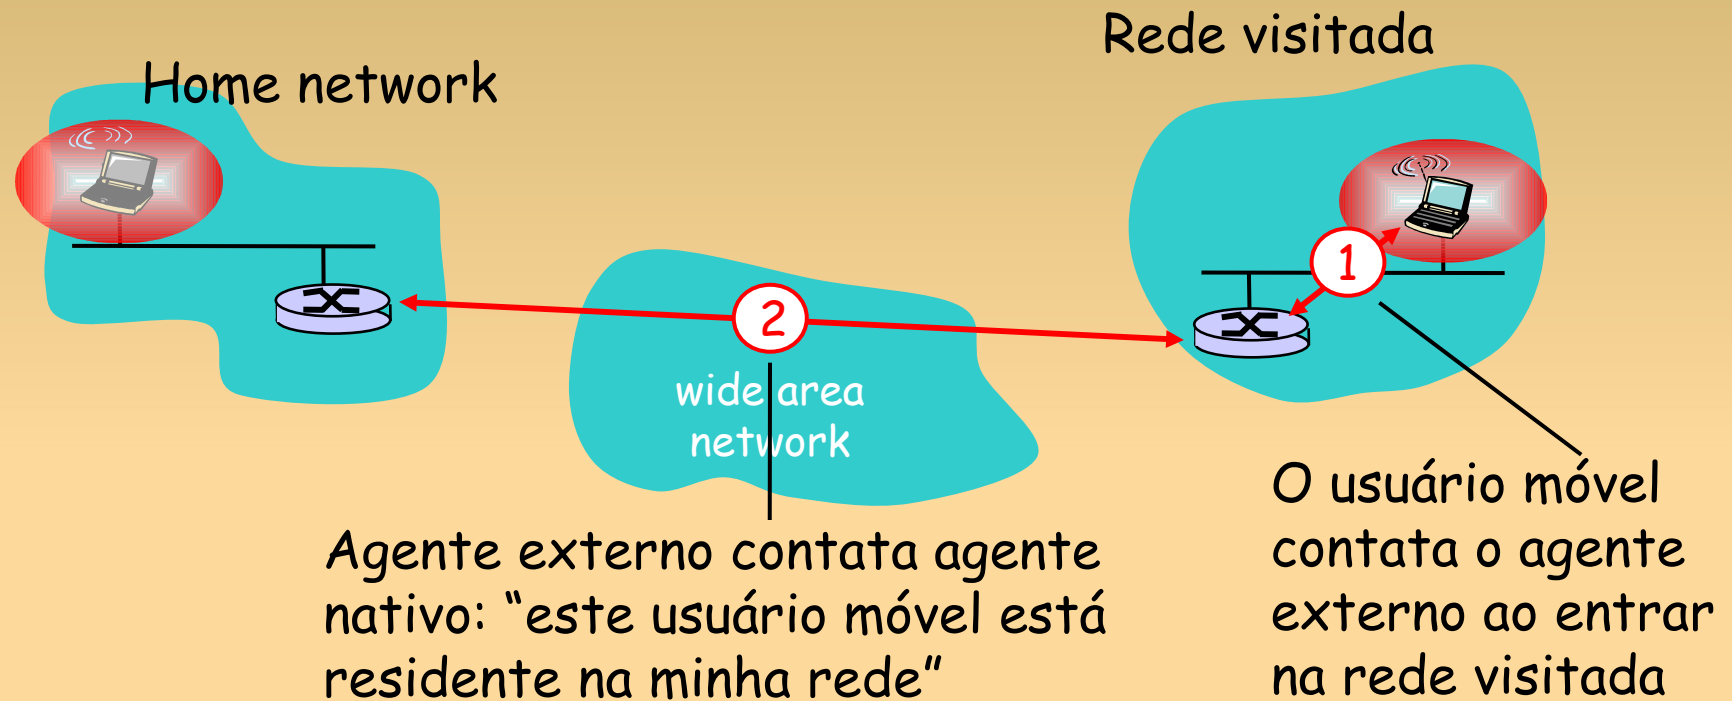 Rede visitada
Home network
1
2
wide area
network
Agente externo contata agente
nativo: “este usuário móvel está
residente na minha rede”
O usuário móvel
contata o agente
externo ao entrar
na rede visitada